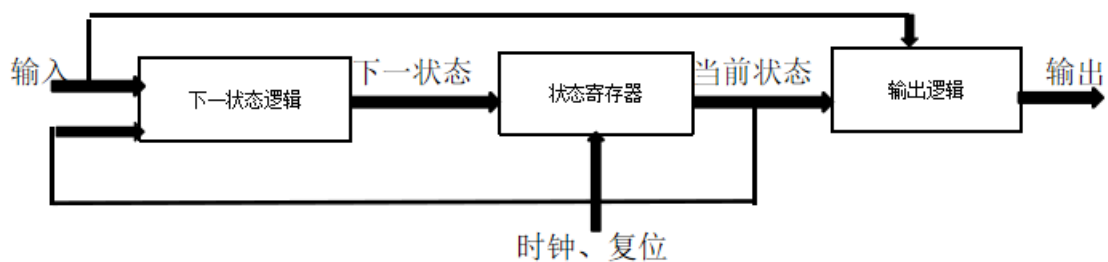 输入
下一状态逻辑
下一状态
状态寄存器
当前状态
输出逻辑
输出
时钟、复位